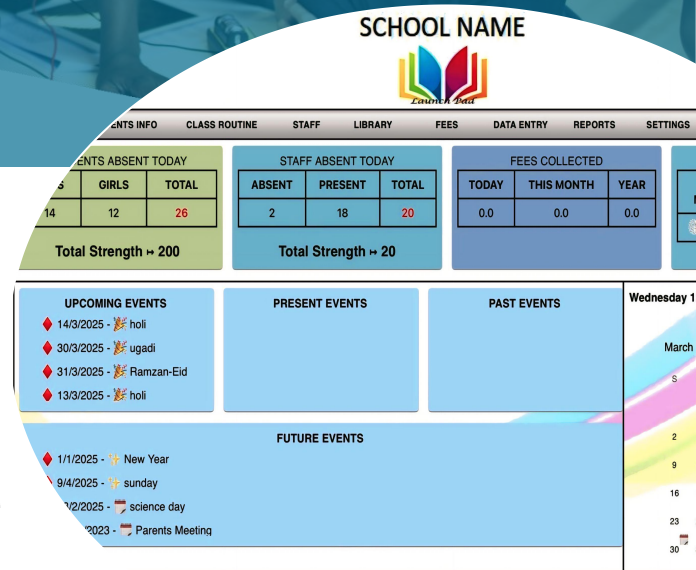 SCHOOL NAME
Launch Pad
ENTS INFO CLASS ROUTINE STAFF LIBRARY FEES DATA ENTRY REPORTS SETTINGS
ENTS ABSENT TODAY STAFF ABSENT TODAY FEES COLLECTED
S GIRLS TOTAL ABSENT PRESENT TOTAL TODAY THIS MONTH YEAR
14 12 26 2 18 20 0.0 0.0 0.0
Total Strength ↦ 200 Total Strength ↦ 20
UPCOMING EVENTS PRESENT EVENTS PAST EVENTS Wednesday 1
14/3/2025 - holi
30/3/2025 - ugadi
31/3/2025 - Ramzan-Eid
13/3/2025 - holi
March
S
2
9
16
23
30
FUTURE EVENTS
1/1/2025 - New Year
9/4/2025 - sunday
/2/2025 - science day
/2023 - Parents Meeting